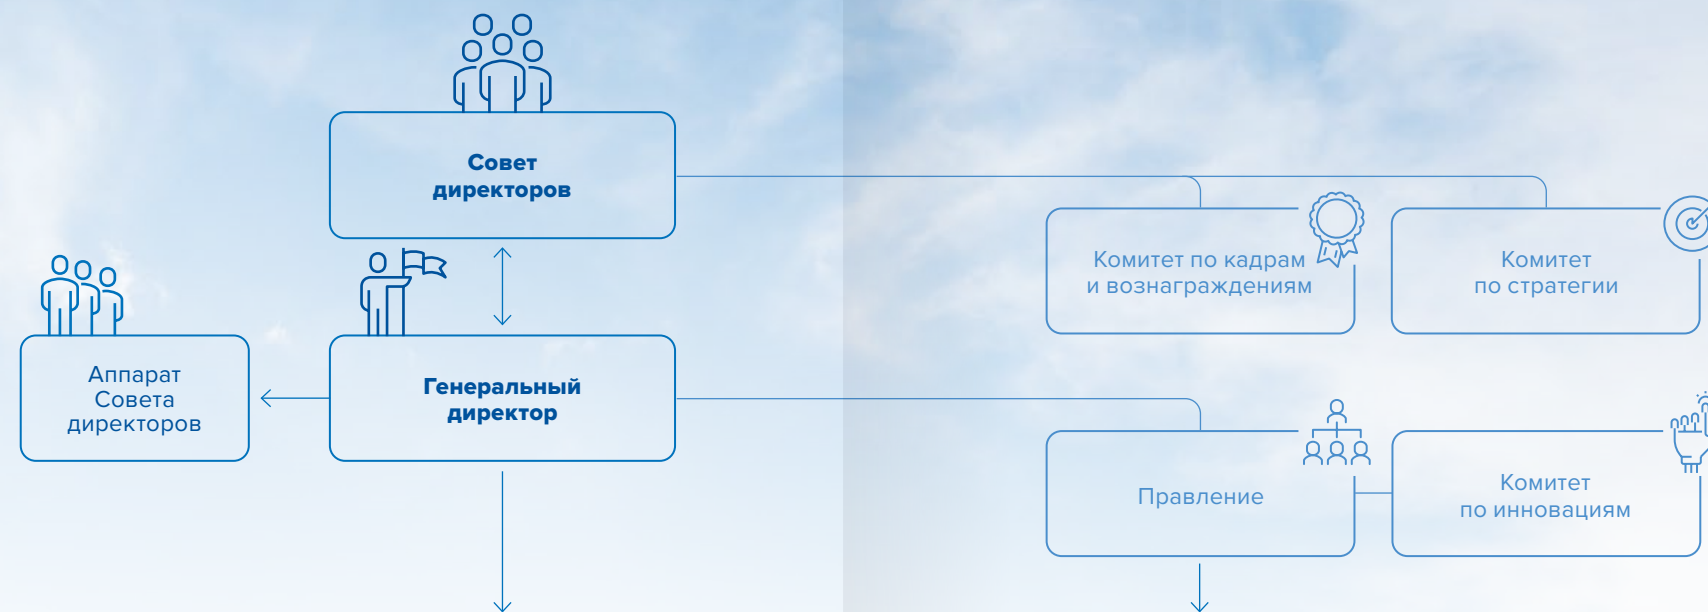 Совет
директоров
Комитет по кадрам
и вознаграждениям
Комитет
по стратегии
Аппарат
Совета
директоров
Генеральный
директор
Правление
Комитет
по инновациям